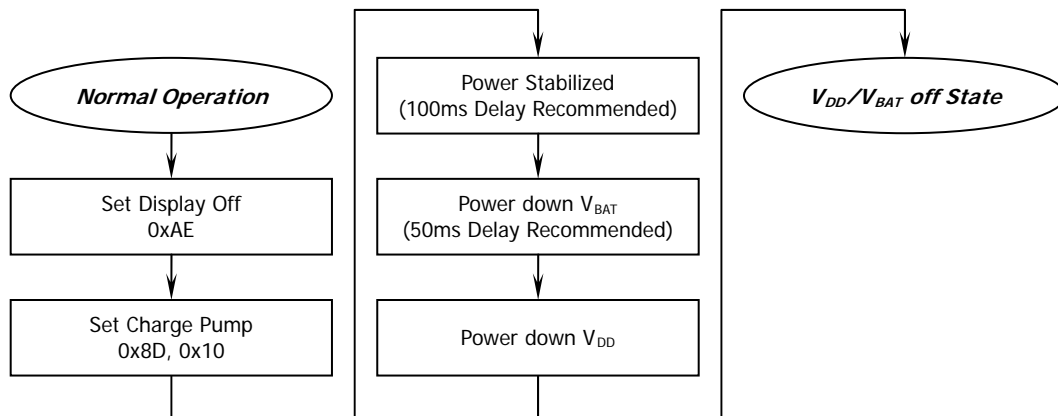 Normal Operation
Set Display Off
0xAE
Set Charge Pump
0x8D, 0x10
Power Stabilized
(100ms Delay Recommended)
Power down VBAT
(50ms Delay Recommended)
Power down VDD
VDD/VBAT off State